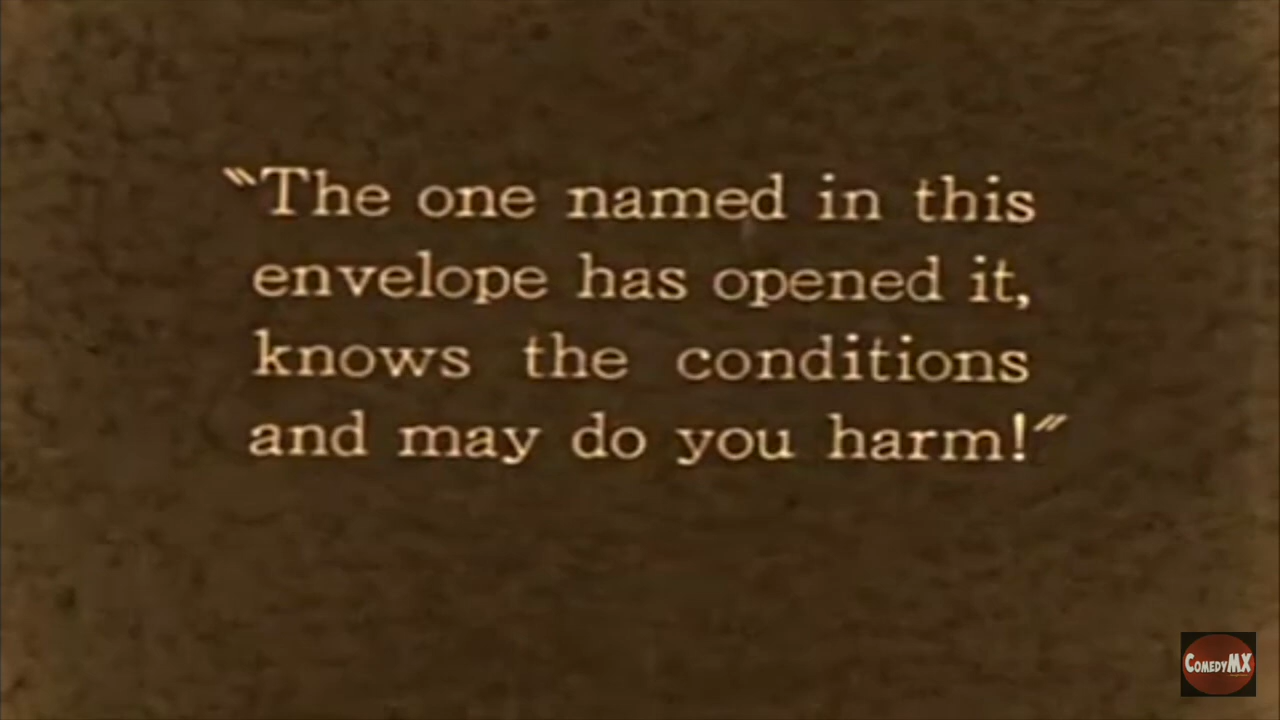 “The one named in this
envelope has opened it,
knows the conditions
and may do you harm!”
COMEDYMX